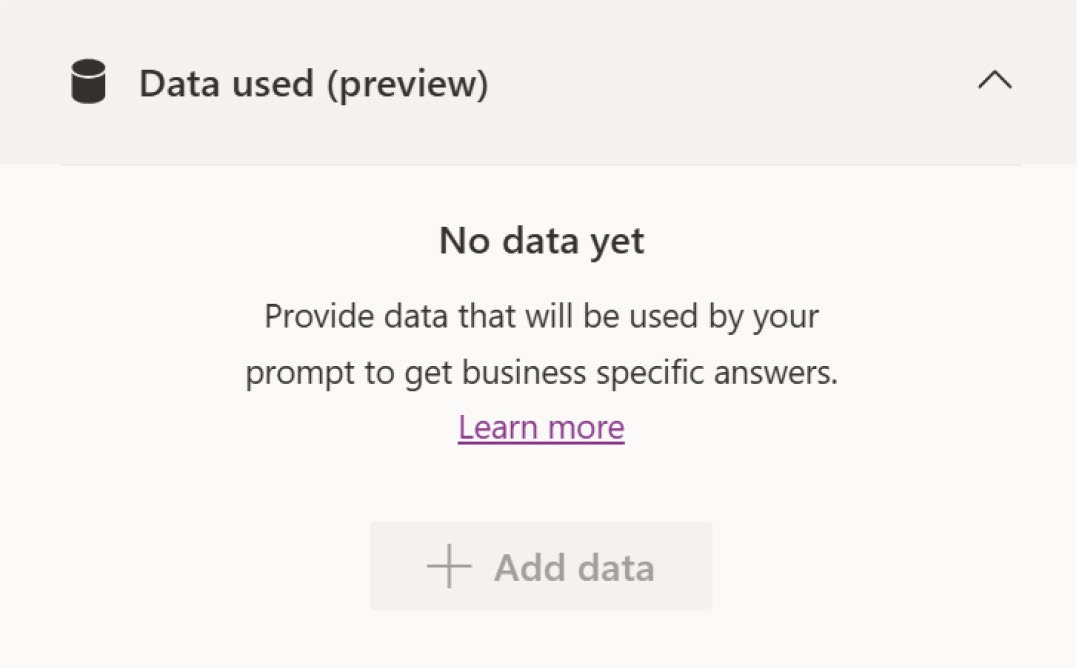 Data used (preview)
No data yet
Provide data that will be used by your
prompt to get business specific answers.
Learn more
Add data